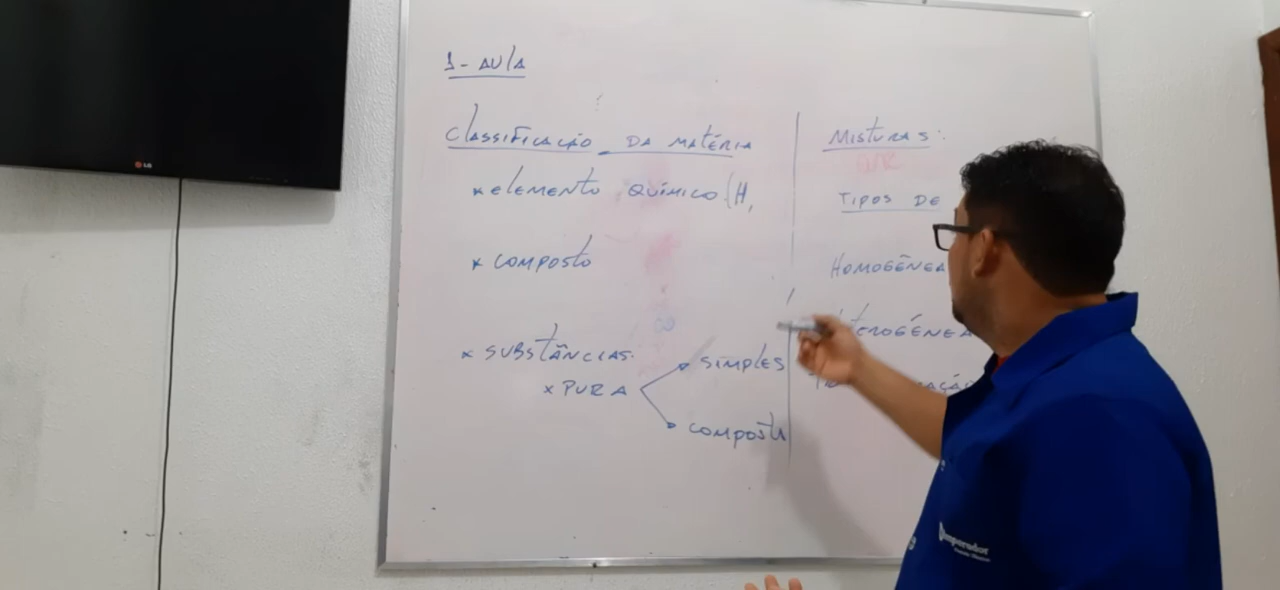 1- AULA
CLASSIFICAÇÃO DA MATÉRIA
x ELEMENTO QUÍMICO (H,
x COMPOSTO
x SUBSTÂNCIAS.
x PURA
SIMPLES
COMPOSTA
MISTURAS:
TIPOS DE
HOMOGÊNEA
LG